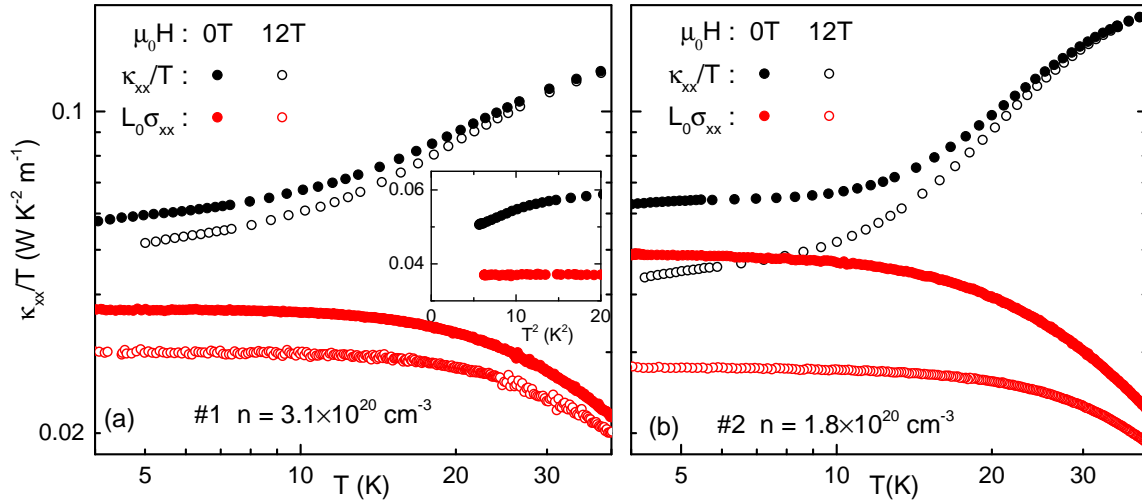 μ₀H : 0T 12T
κxx/T :
L₀σxx :
0.1
0.02
κxx/T (W K⁻² m⁻¹)
0.06
0.04
0 10 20
T² (K²)
(a) #1 n = 3.1×10²⁰ cm⁻³
5 10 20 30
T (K)
μ₀H : 0T 12T
κxx/T :
L₀σxx :
(b) #2 n = 1.8×10²⁰ cm⁻³
5 10 20 30
T(K)